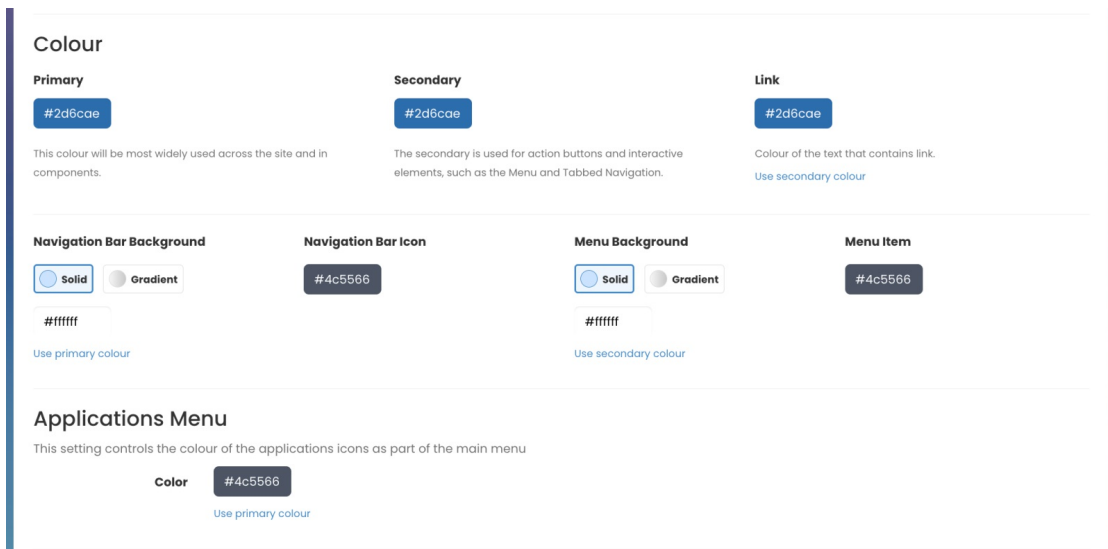 Colour
Primary
Secondary
Link
#2d6cae
#2d6cae
#2d6cae
This colour will be most widely used across the site and in
components.
The secondary is used for action buttons and interactive
elements, such as the Menu and Tabbed Navigation.
Colour of the text that contains link.
Use secondary colour
Navigation Bar Background
Navigation Bar Icon
Menu Background
Menu Item
Solid
Gradient
#4c5566
Solid
Gradient
#4c5566
#ffffff
#ffffff
Use primary colour
Use secondary colour
Applications Menu
This setting controls the colour of the applications icons as part of the main menu
Color
#4c5566
Use primary colour